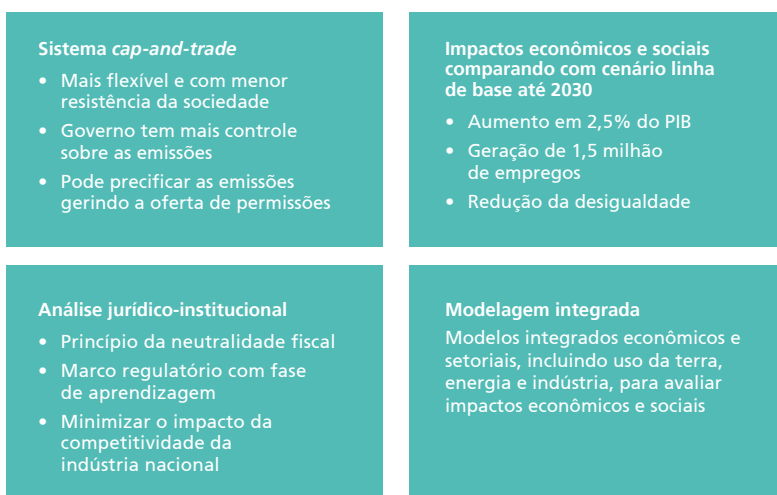 Sistema cap-and-trade
• Mais flexível e com menor
resistência da sociedade
• Governo tem mais controle
sobre as emissões
• Pode precificar as emissões
gerindo a oferta de permissões
Impactos econômicos e sociais
comparando com cenário linha
de base até 2030
• Aumento em 2,5% do PIB
• Geração de 1,5 milhão
de empregos
• Redução da desigualdade
Análise jurídico-institucional
• Princípio da neutralidade fiscal
• Marco regulatório com fase
de aprendizagem
• Minimizar o impacto da
competitividade da
indústria nacional
Modelagem integrada
Modelos integrados econômicos e
setoriais, incluindo uso da terra,
energia e indústria, para avaliar
impactos econômicos e sociais